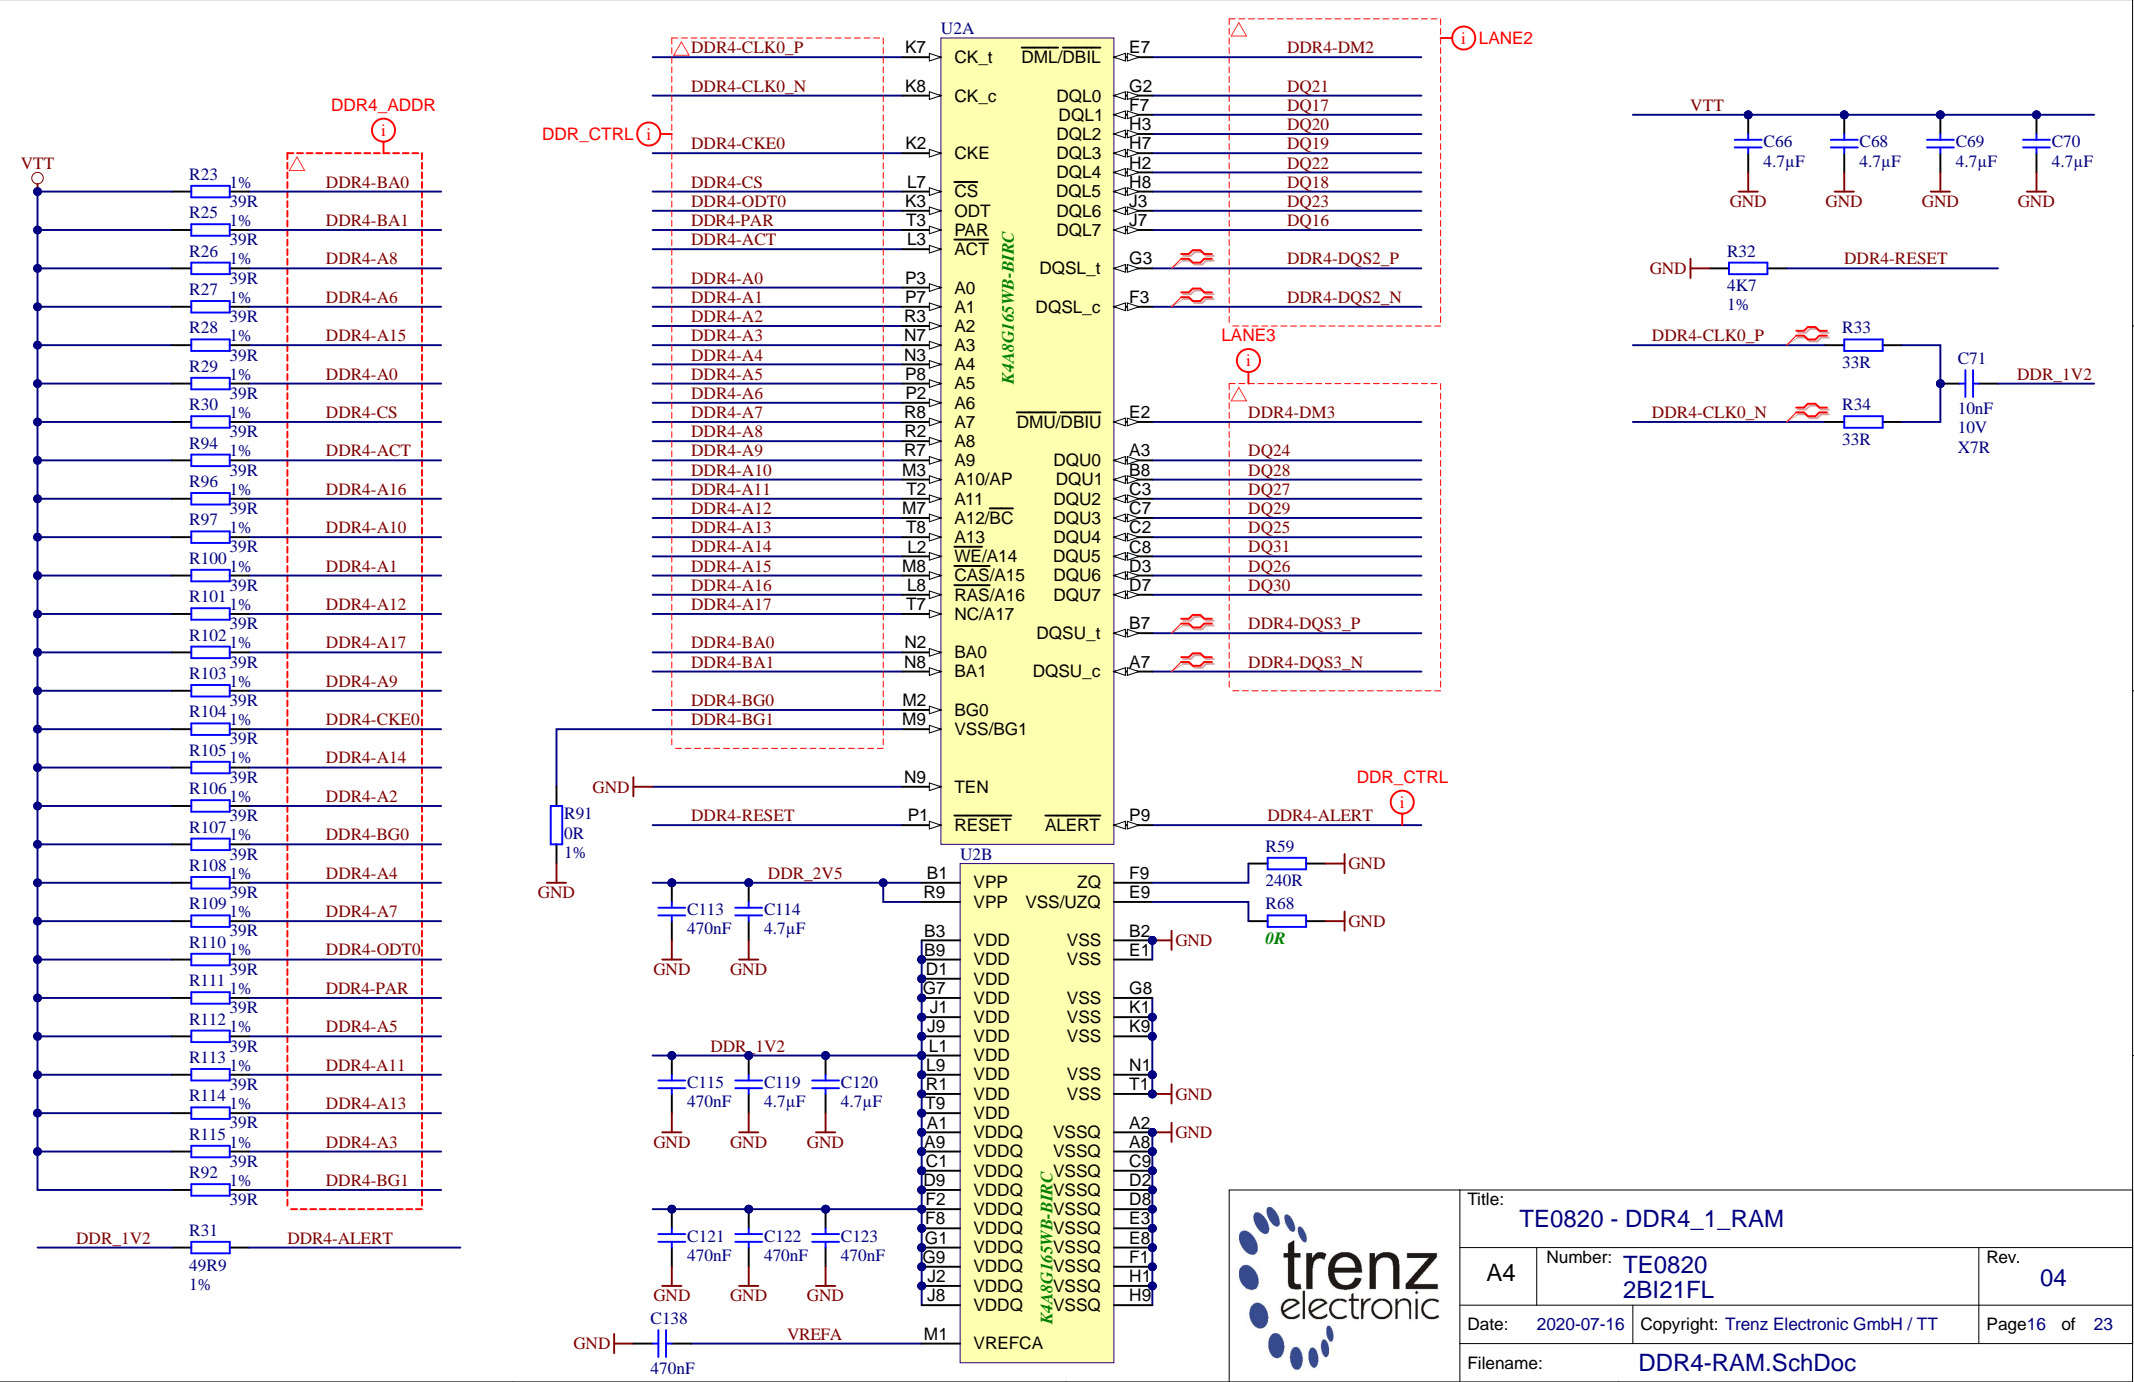 DDR4_ADDR
i
VTT
R23 1% 39R DDR4-BA0
R25 1% 39R DDR4-BA1
R26 1% 39R DDR4-A8
R27 1% 39R DDR4-A6
R28 1% 39R DDR4-A15
R29 1% 39R DDR4-A0
R30 1% 39R DDR4-CS
R94 1% 39R DDR4-ACT
R96 1% 39R DDR4-A16
R97 1% 39R DDR4-A10
R100 1% 39R DDR4-A1
R101 1% 39R DDR4-A12
R102 1% 39R DDR4-A17
R103 1% 39R DDR4-A9
R104 1% 39R DDR4-CKE0
R105 1% 39R DDR4-A14
R106 1% 39R DDR4-A2
R107 1% 39R DDR4-BG0
R108 1% 39R DDR4-A4
R109 1% 39R DDR4-A7
R110 1% 39R DDR4-ODT0
R111 1% 39R DDR4-PAR
R112 1% 39R DDR4-A5
R113 1% 39R DDR4-A11
R114 1% 39R DDR4-A13
R115 1% 39R DDR4-A3
R92 1% 39R DDR4-BG1
DDR_1V2 R31 DDR4-ALERT
49R9
1%
U2A
DDR_CTRL i
DDR4-CLK0_P K7 CK_t
DDR4-CLK0_N K8 CK_c
DDR4-CKE0 K2 CKE
DDR4-CS L7 CS
DDR4-ODT0 K3 ODT
DDR4-PAR T3 PAR
DDR4-ACT L3 ACT
DDR4-A0 P3 A0
DDR4-A1 P7 A1
DDR4-A2 R3 A2
DDR4-A3 N7 A3
DDR4-A4 N3 A4
DDR4-A5 P8 A5
DDR4-A6 P2 A6
DDR4-A7 R8 A7
DDR4-A8 R2 A8
DDR4-A9 R7 A9
DDR4-A10 M3 A10/AP
DDR4-A11 T2 A11
DDR4-A12 M7 A12/BC
DDR4-A13 T8 A13
DDR4-A14 L2 WE/A14
DDR4-A15 M8 CAS/A15
DDR4-A16 L8 RAS/A16
DDR4-A17 T7 NC/A17
DDR4-BA0 N2 BA0
DDR4-BA1 N8 BA1
DDR4-BG0 M2 BG0
DDR4-BG1 M9 VSS/BG1
GND N9 TEN
DDR4-RESET P1 RESET
R91
0R
1%
GND
K4A8G165WB-BIRC
i LANE2
DML/DBIL E7 DDR4-DM2
DQL0 G2 DQ21
DQL1 F7 DQ17
DQL2 H3 DQ20
DQL3 H7 DQ19
DQL4 H2 DQ22
DQL5 H8 DQ18
DQL6 J3 DQ23
DQL7 J7 DQ16
DQSL_t G3 DDR4-DQS2_P
DQSL_c F3 DDR4-DQS2_N
LANE3
i
DMU/DBIU E2 DDR4-DM3
DQU0 A3 DQ24
DQU1 B8 DQ28
DQU2 C3 DQ27
DQU3 C7 DQ29
DQU4 C2 DQ25
DQU5 C8 DQ31
DQU6 D3 DQ26
DQU7 D7 DQ30
DQSU_t B7 DDR4-DQS3_P
DQSU_c A7 DDR4-DQS3_N
DDR_CTRL
i
ALERT P9 DDR4-ALERT
U2B
DDR_2V5 B1 VPP
R9 VPP
C113 470nF GND
C114 4.7µF GND
B3 VDD
B9 VDD
D1 VDD
G7 VDD
J1 VDD
J9 VDD
DDR_1V2 L1 VDD
L9 VDD
R1 VDD
T9 VDD
C115 470nF GND
C119 4.7µF GND
C120 4.7µF GND
A1 VDDQ
A9 VDDQ
C1 VDDQ
D9 VDDQ
F2 VDDQ
F8 VDDQ
G1 VDDQ
G9 VDDQ
J2 VDDQ
J8 VDDQ
C121 470nF GND
C122 470nF GND
C123 470nF GND
C138
GND VREFA M1 VREFCA
470nF
K4A8G165WB-BIRC
ZQ F9 R59 240R GND
VSS/UZQ E9 R68 0R GND
VSS B2 GND
VSS E1
VSS G8
VSS K1
VSS K9
VSS N1
VSS T1 GND
VSSQ A2 GND
VSSQ A8
VSSQ C9
VSSQ D2
VSSQ D8
VSSQ E3
VSSQ E8
VSSQ F1
VSSQ H1
VSSQ H9
VTT
C66 4.7µF GND
C68 4.7µF GND
C69 4.7µF GND
C70 4.7µF GND
GND R32 DDR4-RESET
4K7
1%
DDR4-CLK0_P R33
33R
C71 DDR_1V2
10nF
10V
X7R
DDR4-CLK0_N R34
33R
trenz
electronic
Title:
TE0820 - DDR4_1_RAM
A4
Number: TE0820
2BI21FL
Rev.
04
Date: 2020-07-16 Copyright: Trenz Electronic GmbH / TT Page16 of 23
Filename: DDR4-RAM.SchDoc